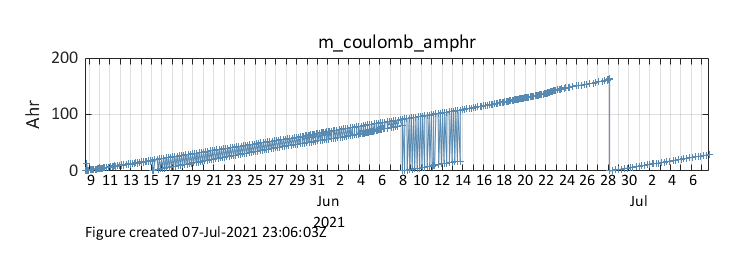 m_coulomb_amphr
Ahr
200
100
0
9 11 13 15 17 19 21 23 25 27 29 31 2 4 6 8 10 12 14 16 18 20 22 24 26 28 30 2 4 6
Jun Jul
2021
Figure created 07-Jul-2021 23:06:03Z